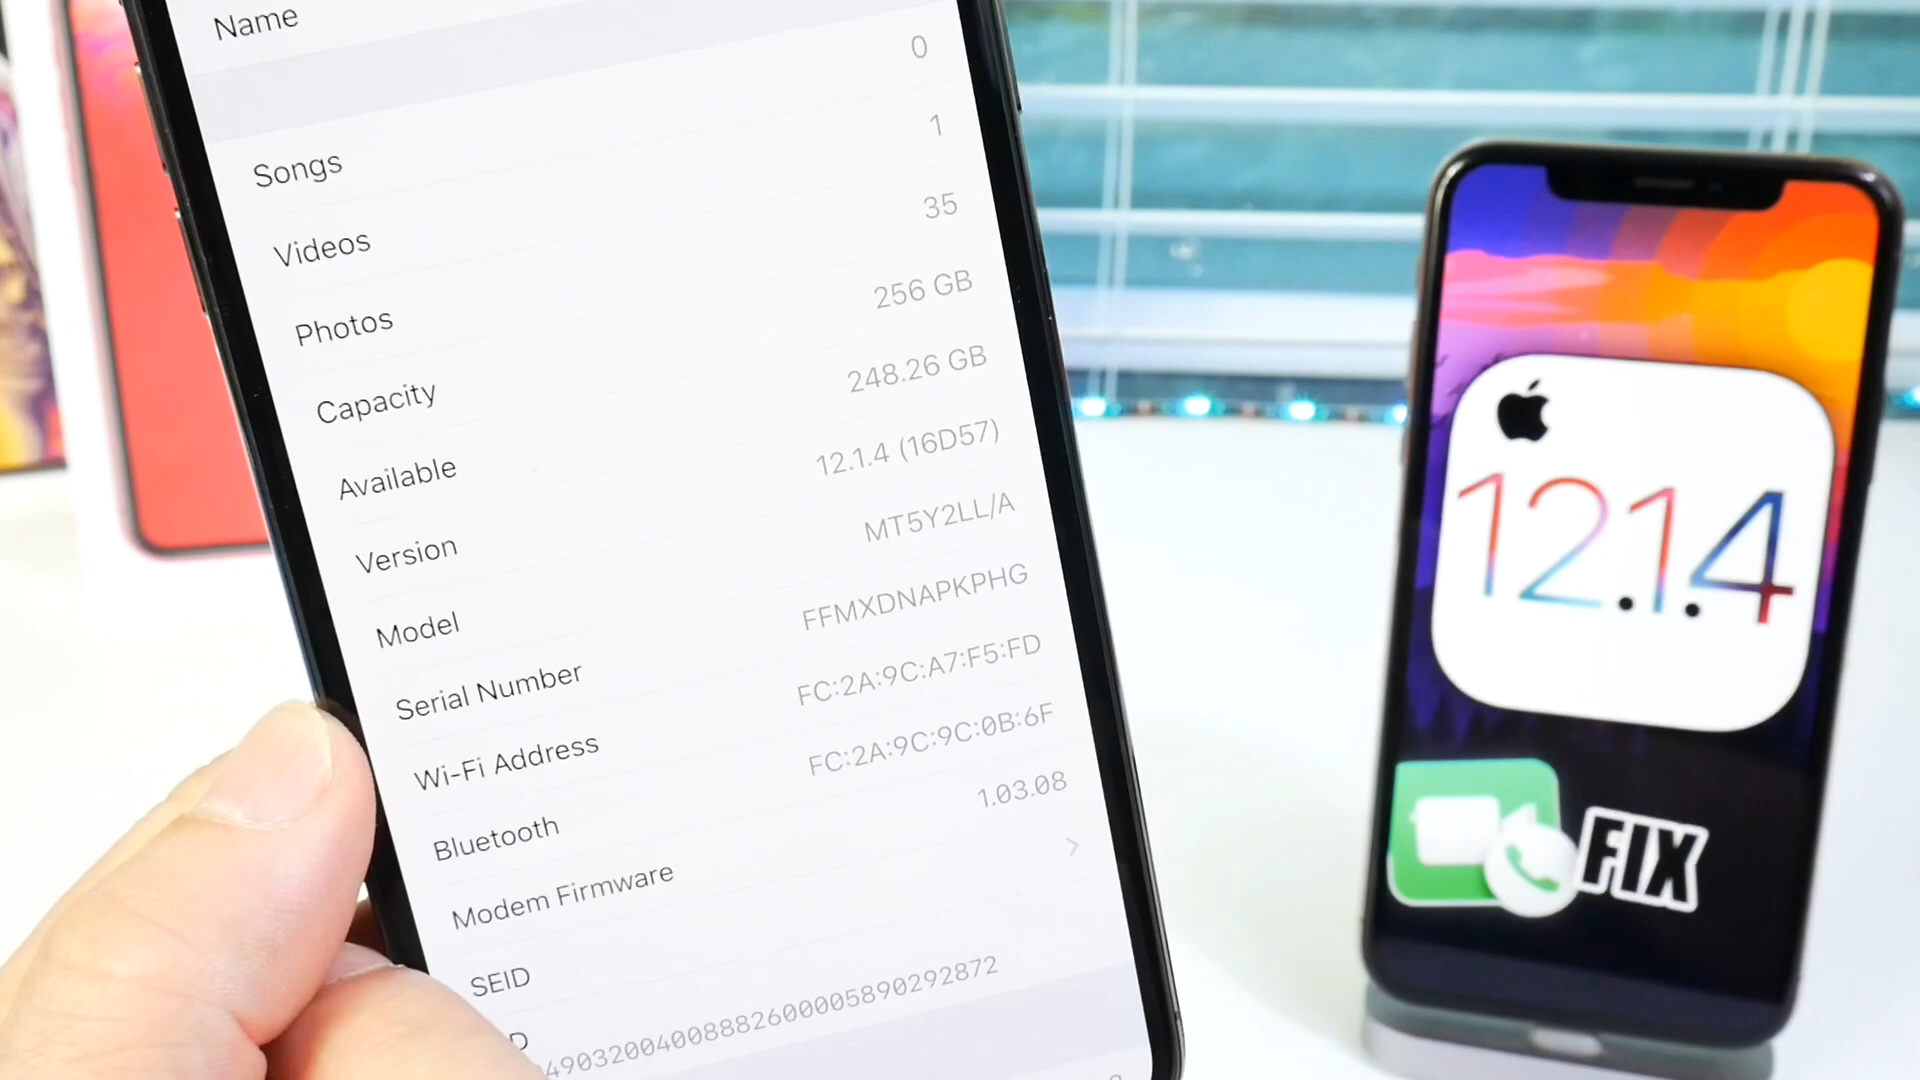 Name
Songs 0
Videos 1
Photos 35
Capacity 256 GB
Available 248.26 GB
Version 12.1.4 (16D57)
Model MT5Y2LL/A
Serial Number FFMXDNAPKPHG
Wi-Fi Address FC:2A:9C:A7:F5:FD
Bluetooth FC:2A:9C:9C:0B:6F
Modem Firmware 1.03.08
SEID
12.1.4
FIX